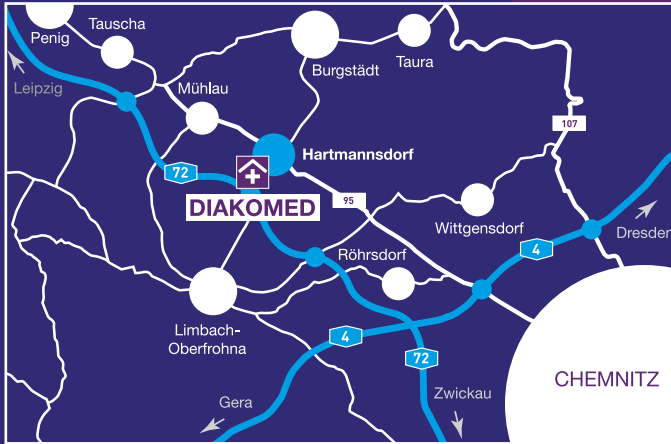 Penig
Tauscha
Burgstädt
Taura
Leipzig
Mühlau
107
Hartmannsdorf
72
DIAKOMED
95
Wittgensdorf
Dresden
4
Röhrsdorf
Limbach-
Oberfrohna
4
72
CHEMNITZ
Gera
Zwickau